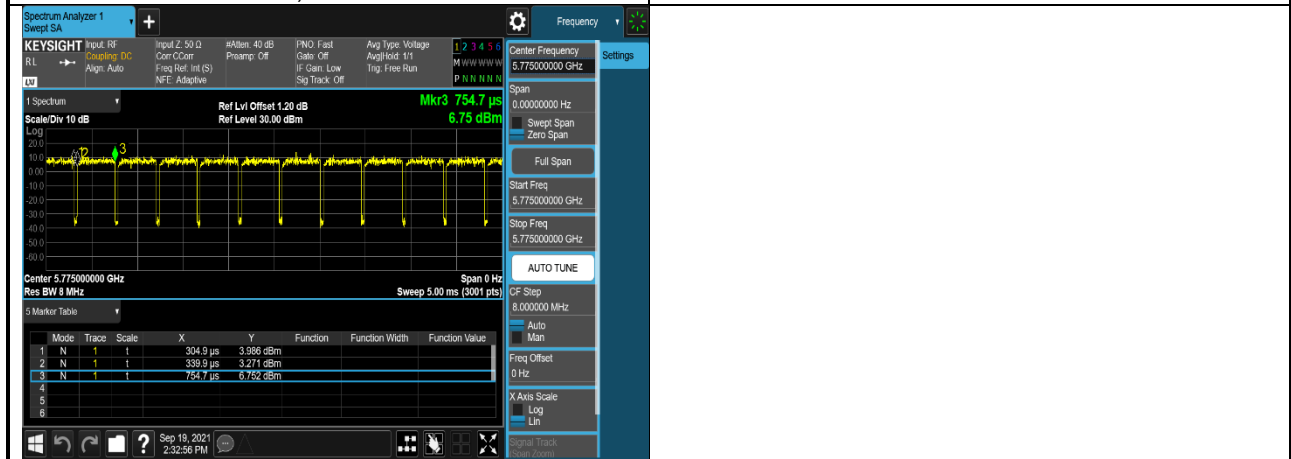 Spectrum Analyzer 1
Swept SA
+
Frequency
KEYSIGHT
RL
LXI
Input: RF
Coupling: DC
Align: Auto
Input Z: 50 Ω
Corr CCorr
Freq Ref: Int (S)
NFE: Adaptive
#Atten: 40 dB
Preamp: Off
PNO: Fast
Gate: Off
IF Gain: Low
Sig Track: Off
Avg Type: Voltage
Avg|Hold: 1/1
Trig: Free Run
1 2 3 4 5 6
M W W W W W
P N N N N N
Center Frequency
5.775000000 GHz
Settings
1 Spectrum
Scale/Div 10 dB
Log
Ref Lvl Offset 1.20 dB
Ref Level 30.00 dBm
Mkr3 754.7 µs
6.75 dBm
20.0
10.0
0.00
-10.0
-20.0
-30.0
-40.0
-50.0
-60.0
2
3
Center 5.775000000 GHz
Res BW 8 MHz
Span 0 Hz
Sweep 5.00 ms (3001 pts)
Span
0.00000000 Hz
Swept Span
Zero Span
Full Span
Start Freq
5.775000000 GHz
Stop Freq
5.775000000 GHz
AUTO TUNE
CF Step
8.000000 MHz
Auto
Man
Freq Offset
0 Hz
X Axis Scale
Log
Lin
Signal Track
(Span Zoom)
5 Marker Table
Mode Trace Scale X Y Function Function Width Function Value
1 N 1 t 304.9 µs 3.986 dBm
2 N 1 t 339.9 µs 3.271 dBm
3 N 1 t 754.7 µs 6.752 dBm
4
5
6
?
Sep 19, 2021
2:32:56 PM